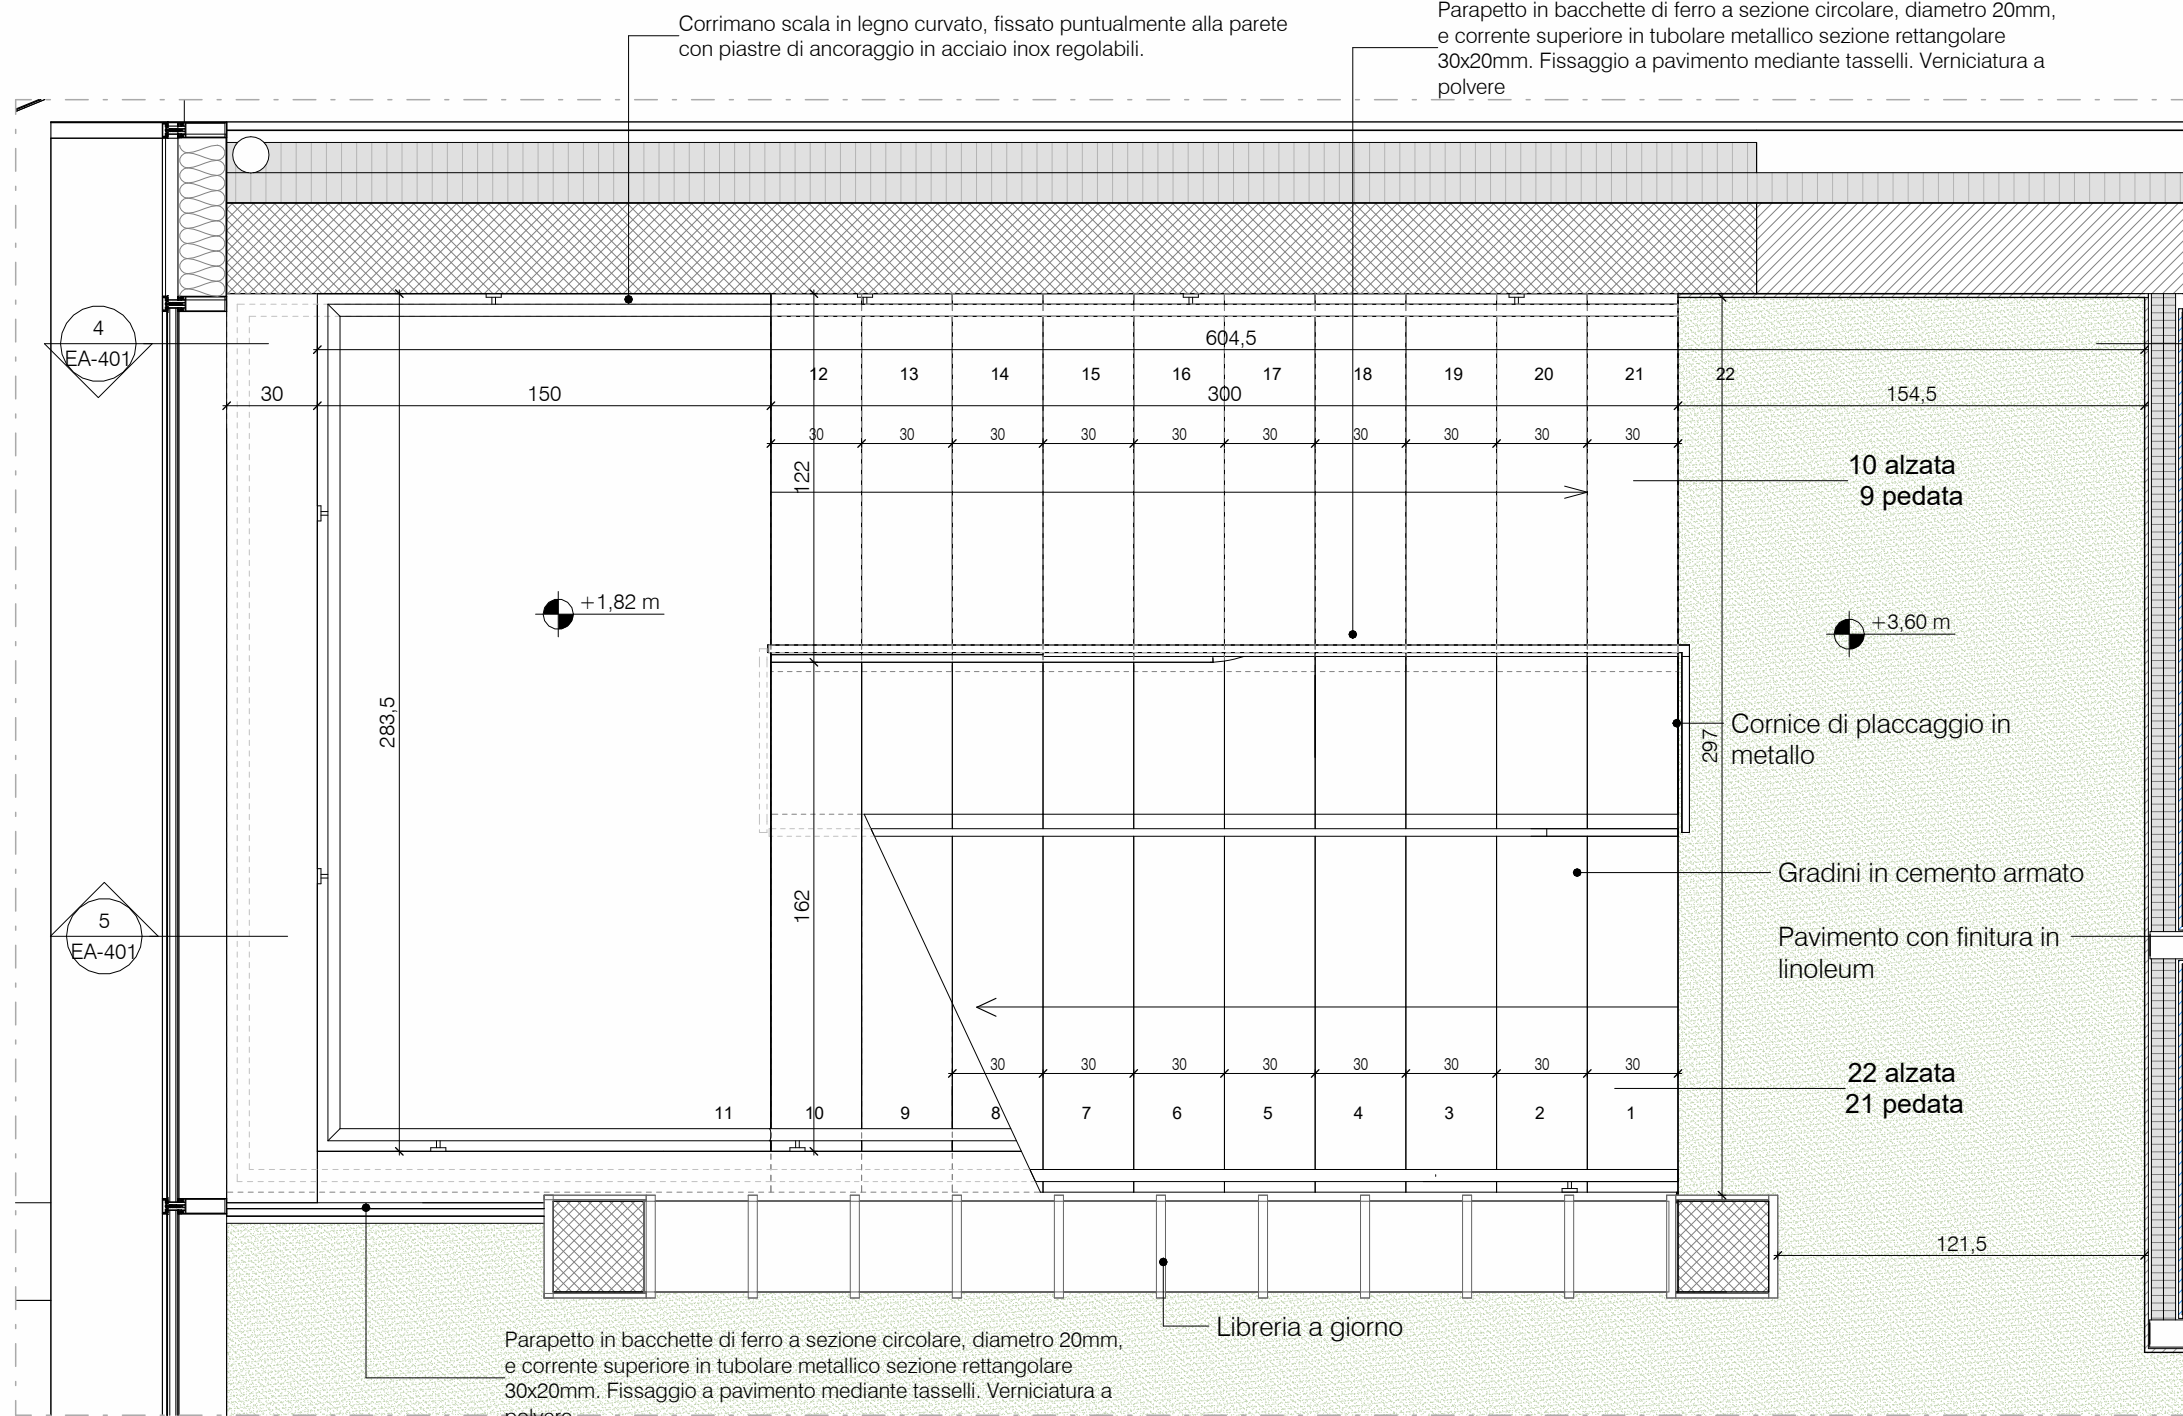 Corrimano scala in legno curvato, fissato puntualmente alla parete
con piastre di ancoraggio in acciaio inox regolabili.
Parapetto in bacchette di ferro a sezione circolare, diametro 20mm,
e corrente superiore in tubolare metallico sezione rettangolare
30x20mm. Fissaggio a pavimento mediante tasselli. Verniciatura a
polvere
4
EA-401
604,5
12 13 14 15 16 17 18 19 20 21 22
30 150 300 154,5
30 30 30 30 30 30 30 30 30 30
122
10 alzata
9 pedata
+1,82 m
+3,60 m
283,5
297
Cornice di placcaggio in
metallo
162
Gradini in cemento armato
5
EA-401
Pavimento con finitura in
linoleum
30 30 30 30 30 30 30 30
11 10 9 8 7 6 5 4 3 2 1
22 alzata
21 pedata
121,5
Libreria a giorno
Parapetto in bacchette di ferro a sezione circolare, diametro 20mm,
e corrente superiore in tubolare metallico sezione rettangolare
30x20mm. Fissaggio a pavimento mediante tasselli. Verniciatura a
polvere